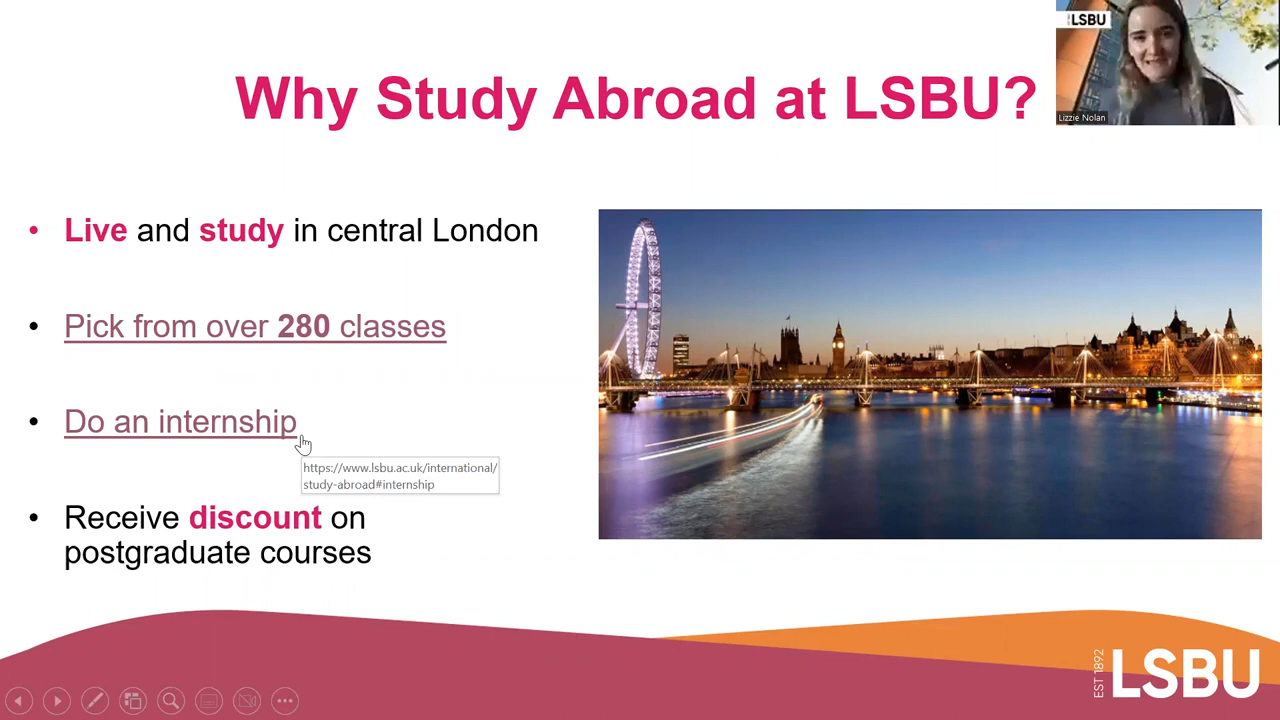 Why Study Abroad at LSBU?
LSBU
Lizzie Nolan
• Live and study in central London
• Pick from over 280 classes
• Do an internship
https://www.lsbu.ac.uk/international/
study-abroad#internship
• Receive discount on
postgraduate courses
EST 1892
LSBU